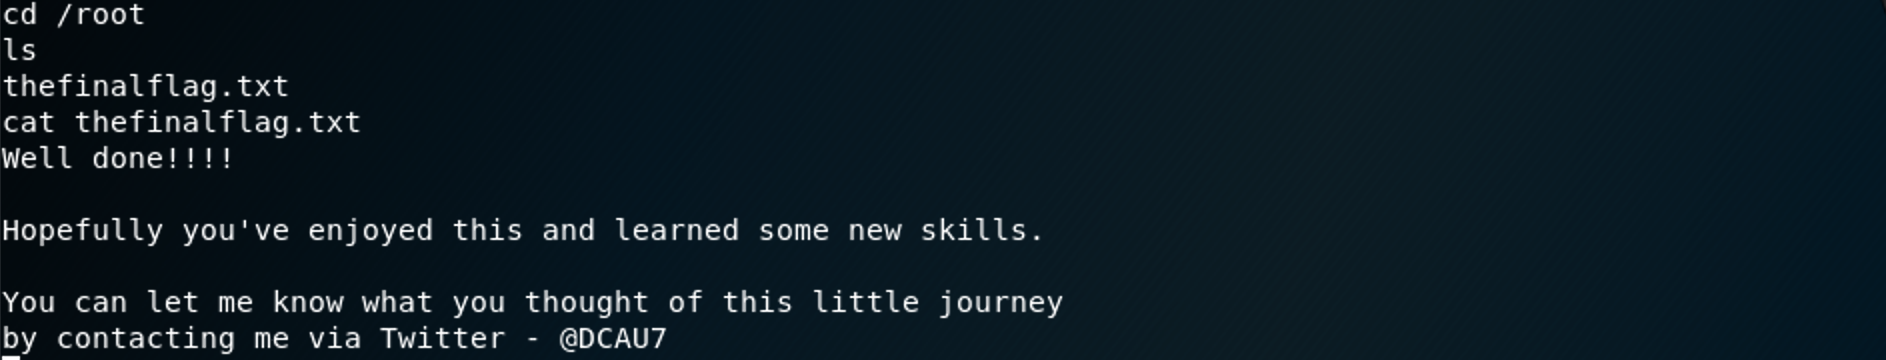 cd /root
ls
thefinalflag.txt
cat thefinalflag.txt
Well done!!!!
Hopefully you've enjoyed this and learned some new skills.
You can let me know what you thought of this little journey
by contacting me via Twitter - @DCAU7